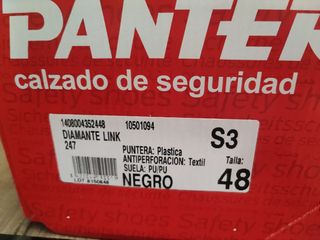 PANTER
calzado de seguridad
1408004352448 10501094
DIAMANTE LINK
247
S3
PUNTERA: Plastica
ANTIPERFORACION: Textil
SUELA: PU/PU
Talla:
NEGRO
48